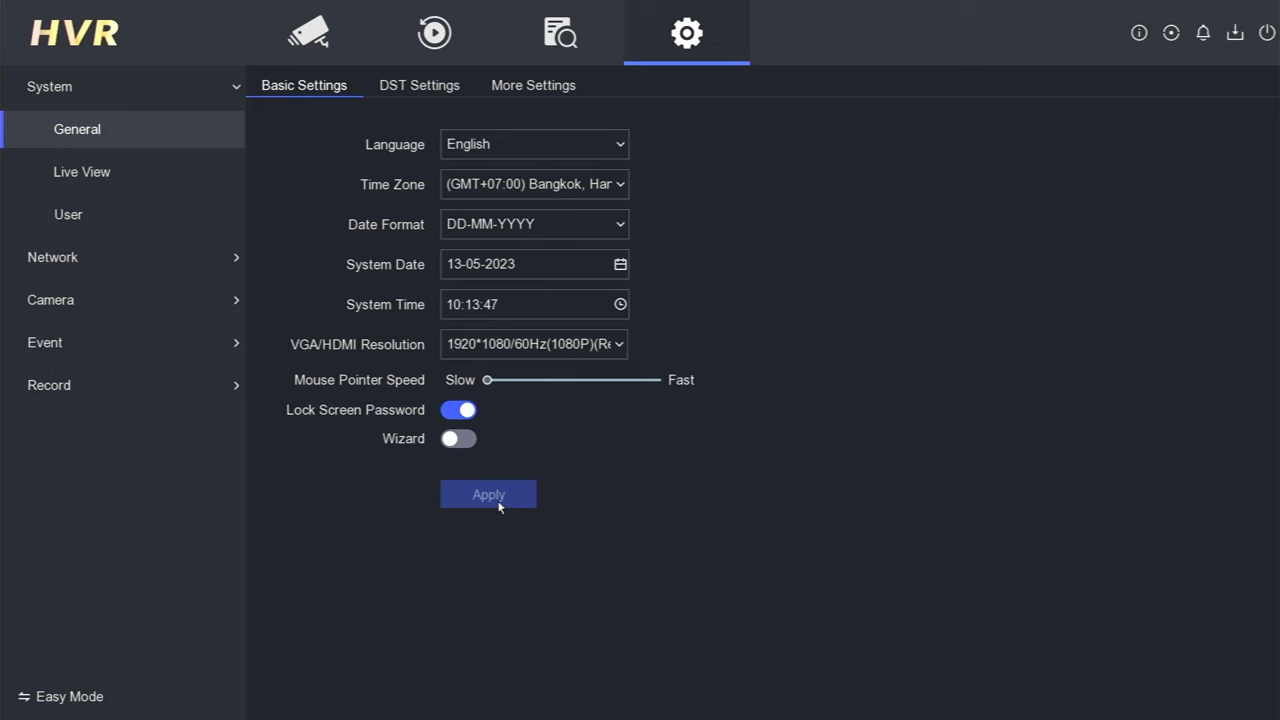 HVR
System
General
Live View
User
Network
Camera
Event
Record
Easy Mode
Basic Settings DST Settings More Settings
Language English
Time Zone (GMT+07:00) Bangkok, Har
Date Format DD-MM-YYYY
System Date 13-05-2023
System Time 10:13:47
VGA/HDMI Resolution 1920*1080/60Hz(1080P)(Re
Mouse Pointer Speed Slow Fast
Lock Screen Password
Wizard
Apply